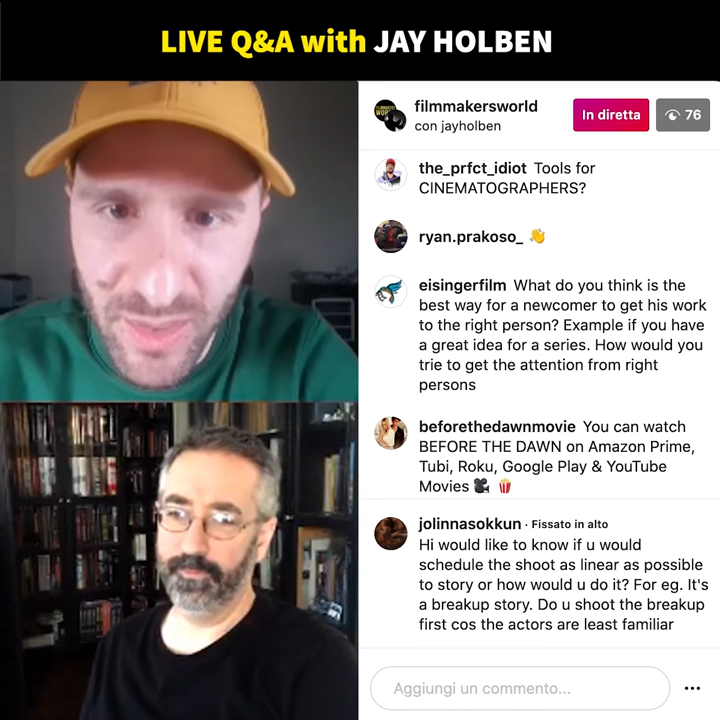 LIVE Q&A with JAY HOLBEN
filmmakersworld
con jayholben
In diretta
76
the_prfct_idiot Tools for
CINEMATOGRAPHERS?
ryan.prakoso_ 👋
eisingerfilm What do you think is the
best way for a newcomer to get his work
to the right person? Example if you have
a great idea for a series. How would you
trie to get the attention from right
persons
beforethedawnmovie You can watch
BEFORE THE DAWN on Amazon Prime,
Tubi, Roku, Google Play & YouTube
Movies 🎥 🍿
jolinnasokkun · Fissato in alto
Hi would like to know if u would
schedule the shoot as linear as possible
to story or how would u do it? For eg. It's
a breakup story. Do u shoot the breakup
first cos the actors are least familiar
Aggiungi un commento...